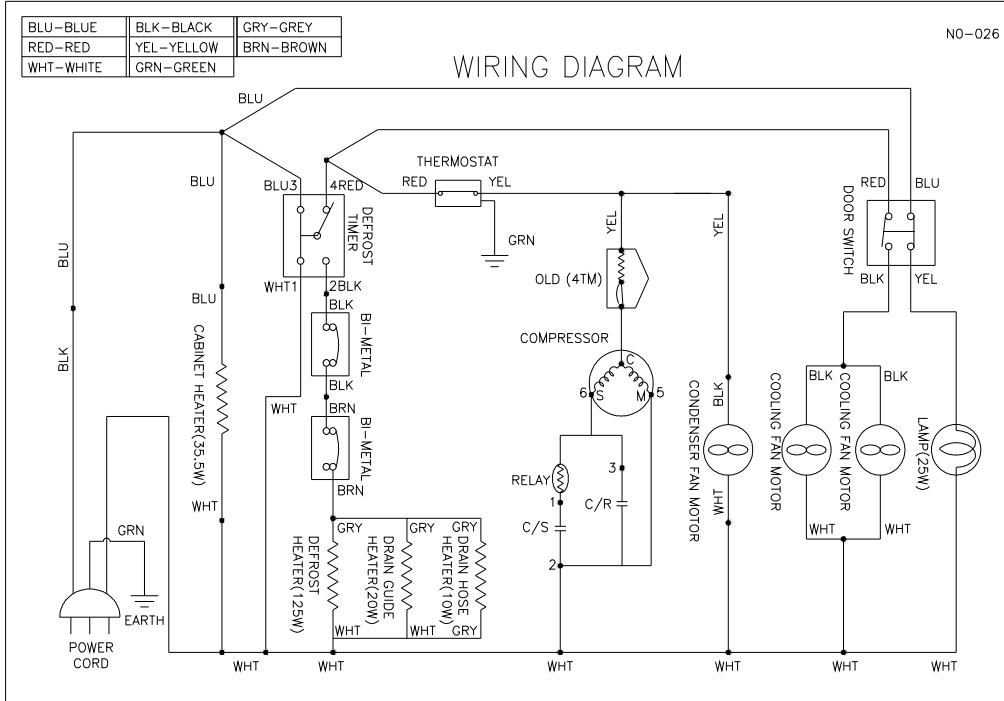 BLU-BLUE BLK-BLACK GRY-GREY
RED-RED YEL-YELLOW BRN-BROWN
WHT-WHITE GRN-GREEN
NO-026
WIRING DIAGRAM
BLU
THERMOSTAT
BLU
BLU3
4RED
RED
YEL
RED
BLU
DEFROST
TIMER
GRN
YEL
YEL
DOOR SWITCH
BLU
WHT1
2BLK
BLK
OLD (4TM)
BLK
YEL
BLU
BI-METAL
COMPRESSOR
C
BLK
CABINET HEATER(35.5W)
BLK
6
S
M
5
BLK
BLK
BLK
WHT
BRN
BI-METAL
CONDENSER FAN MOTOR
COOLING FAN MOTOR
COOLING FAN MOTOR
LAMP(25W)
BRN
RELAY
3
1
C/R
WHT
WHT
GRN
GRY
GRY
GRY
C/S
WHT
WHT
DEFROST
HEATER(125W)
DRAIN GUIDE
HEATER(20W)
DRAIN HOSE
HEATER(10W)
2
EARTH
WHT
WHT
GRY
POWER
CORD
WHT
WHT
WHT
WHT
WHT
WHT